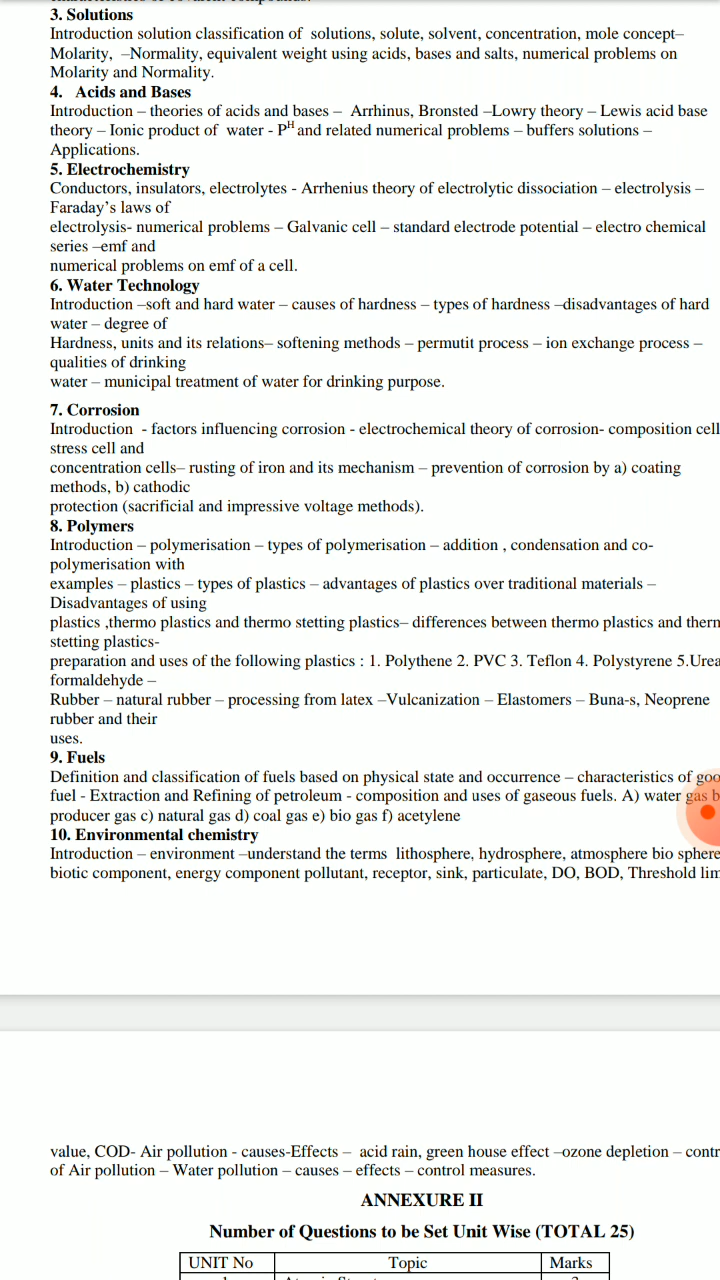 3. Solutions
Introduction solution classification of solutions, solute, solvent, concentration, mole concept–
Molarity, –Normality, equivalent weight using acids, bases and salts, numerical problems on
Molarity and Normality.
4. Acids and Bases
Introduction – theories of acids and bases – Arrhinus, Bronsted –Lowry theory – Lewis acid base
theory – Ionic product of water - Pᴴ and related numerical problems – buffers solutions –
Applications.
5. Electrochemistry
Conductors, insulators, electrolytes - Arrhenius theory of electrolytic dissociation – electrolysis –
Faraday’s laws of
electrolysis- numerical problems – Galvanic cell – standard electrode potential – electro chemical
series –emf and
numerical problems on emf of a cell.
6. Water Technology
Introduction –soft and hard water – causes of hardness – types of hardness –disadvantages of hard
water – degree of
Hardness, units and its relations– softening methods – permutit process – ion exchange process –
qualities of drinking
water – municipal treatment of water for drinking purpose.
7. Corrosion
Introduction - factors influencing corrosion - electrochemical theory of corrosion- composition cell
stress cell and
concentration cells– rusting of iron and its mechanism – prevention of corrosion by a) coating
methods, b) cathodic
protection (sacrificial and impressive voltage methods).
8. Polymers
Introduction – polymerisation – types of polymerisation – addition , condensation and co-
polymerisation with
examples – plastics – types of plastics – advantages of plastics over traditional materials –
Disadvantages of using
plastics ,thermo plastics and thermo stetting plastics– differences between thermo plastics and
stetting plastics-
preparation and uses of the following plastics : 1. Polythene 2. PVC 3. Teflon 4. Polystyrene 5.Urea
formaldehyde –
Rubber – natural rubber – processing from latex –Vulcanization – Elastomers – Buna-s, Neoprene
rubber and their
uses.
9. Fuels
Definition and classification of fuels based on physical state and occurrence – characteristics of
fuel - Extraction and Refining of petroleum - composition and uses of gaseous fuels. A) water gas b
producer gas c) natural gas d) coal gas e) bio gas f) acetylene
10. Environmental chemistry
Introduction – environment –understand the terms lithosphere, hydrosphere, atmosphere bio sphere
biotic component, energy component pollutant, receptor, sink, particulate, DO, BOD, Threshold
value, COD- Air pollution - causes-Effects – acid rain, green house effect –ozone depletion –
of Air pollution – Water pollution – causes – effects – control measures.
ANNEXURE II
Number of Questions to be Set Unit Wise (TOTAL 25)
UNIT No Topic Marks